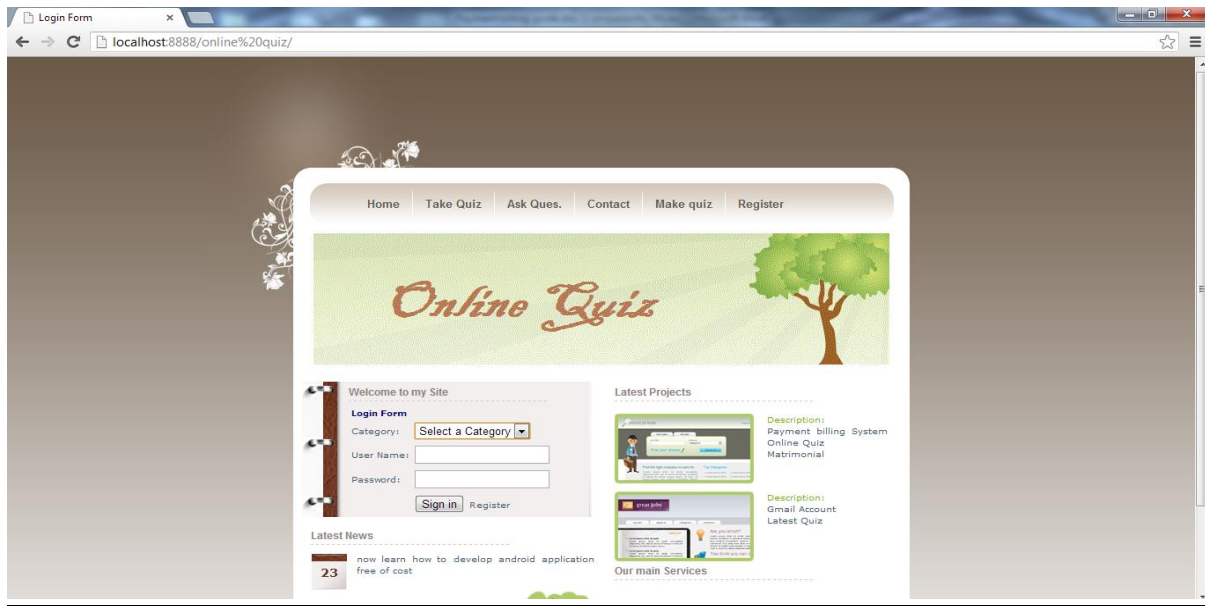 Login Form
localhost:8888/online%20quiz/
Home Take Quiz Ask Ques. Contact Make quiz Register
Online Quiz
Welcome to my Site
Login Form
Category: Select a Category
User Name:
Password:
Sign in Register
Latest News
23
now learn how to develop android application
free of cost
Latest Projects
Description:
Payment billing System
Online Quiz
Matrimonial
great jobs
Description:
Gmail Account
Latest Quiz
Our main Services